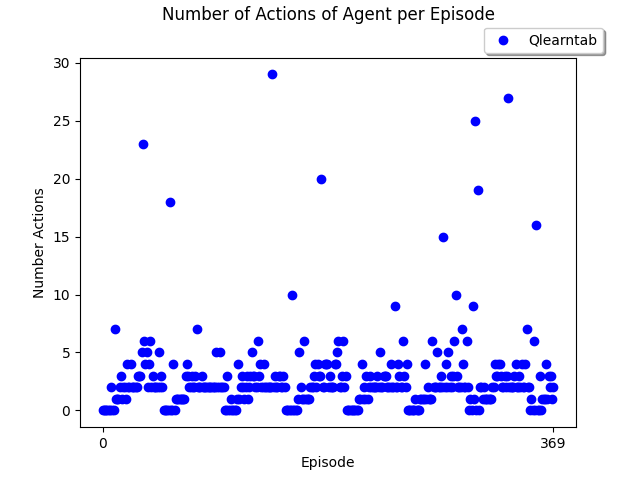 Number of Actions of Agent per Episode
Qlearntab
30
25
20
15
10
5
0
Number Actions
0
369
Episode